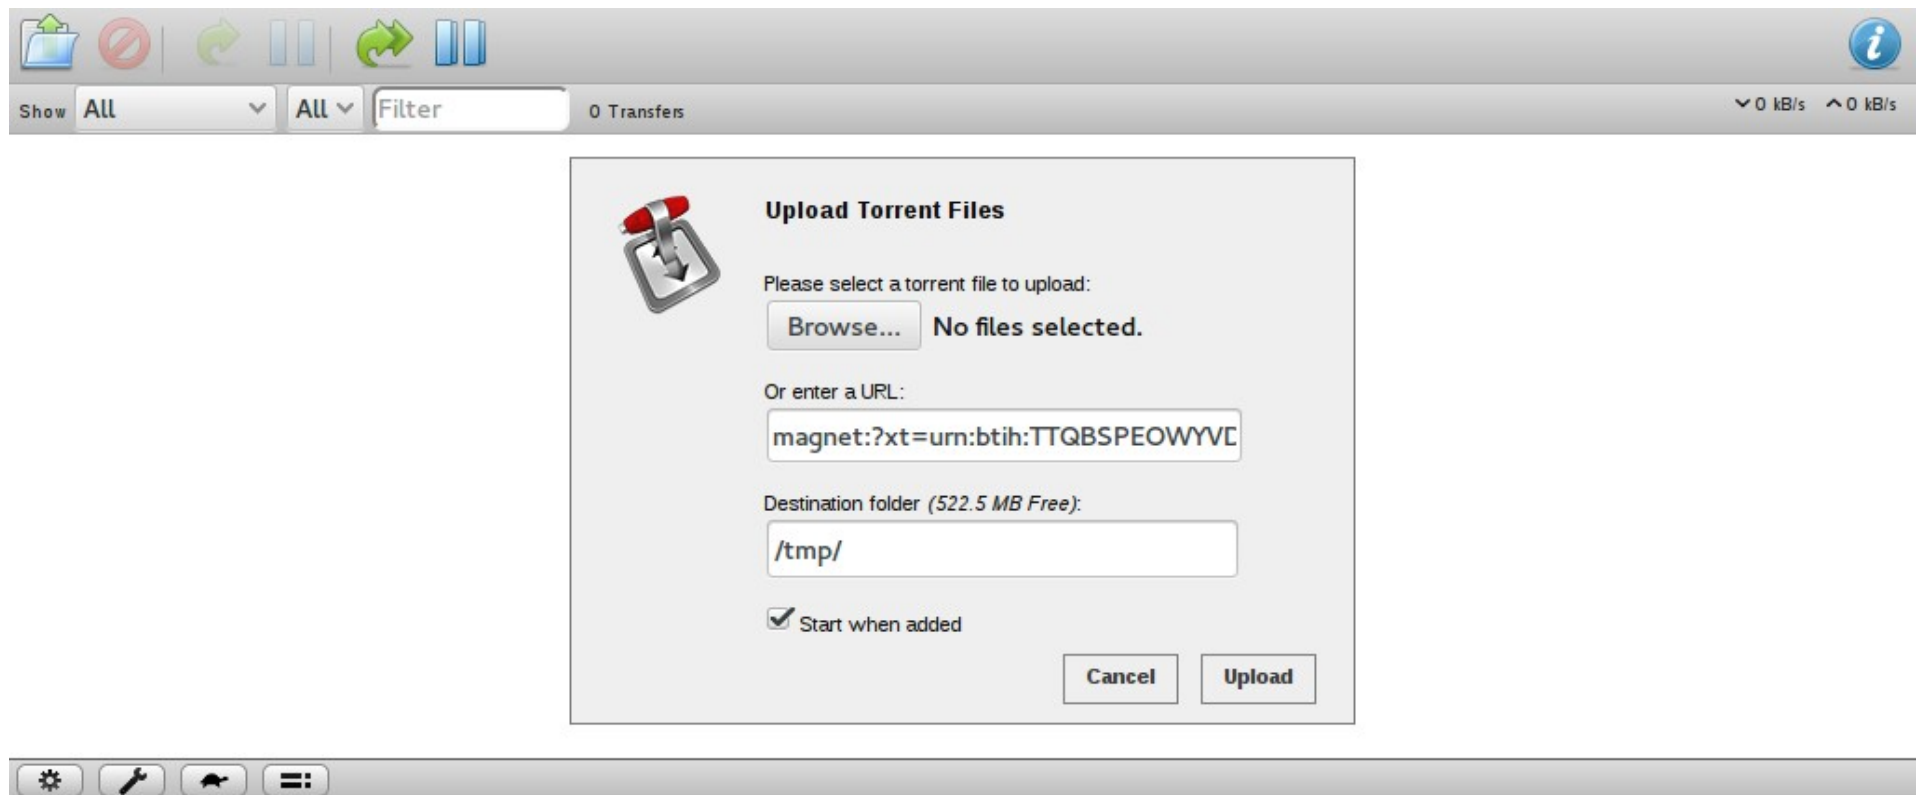 Show All All Filter 0 Transfers 0 kB/s 0 kB/s
Upload Torrent Files
Please select a torrent file to upload:
Browse... No files selected.
Or enter a URL:
magnet:?xt=urn:btih:TTQBSPEOWYVD
Destination folder (522.5 MB Free):
/tmp/
Start when added
Cancel Upload